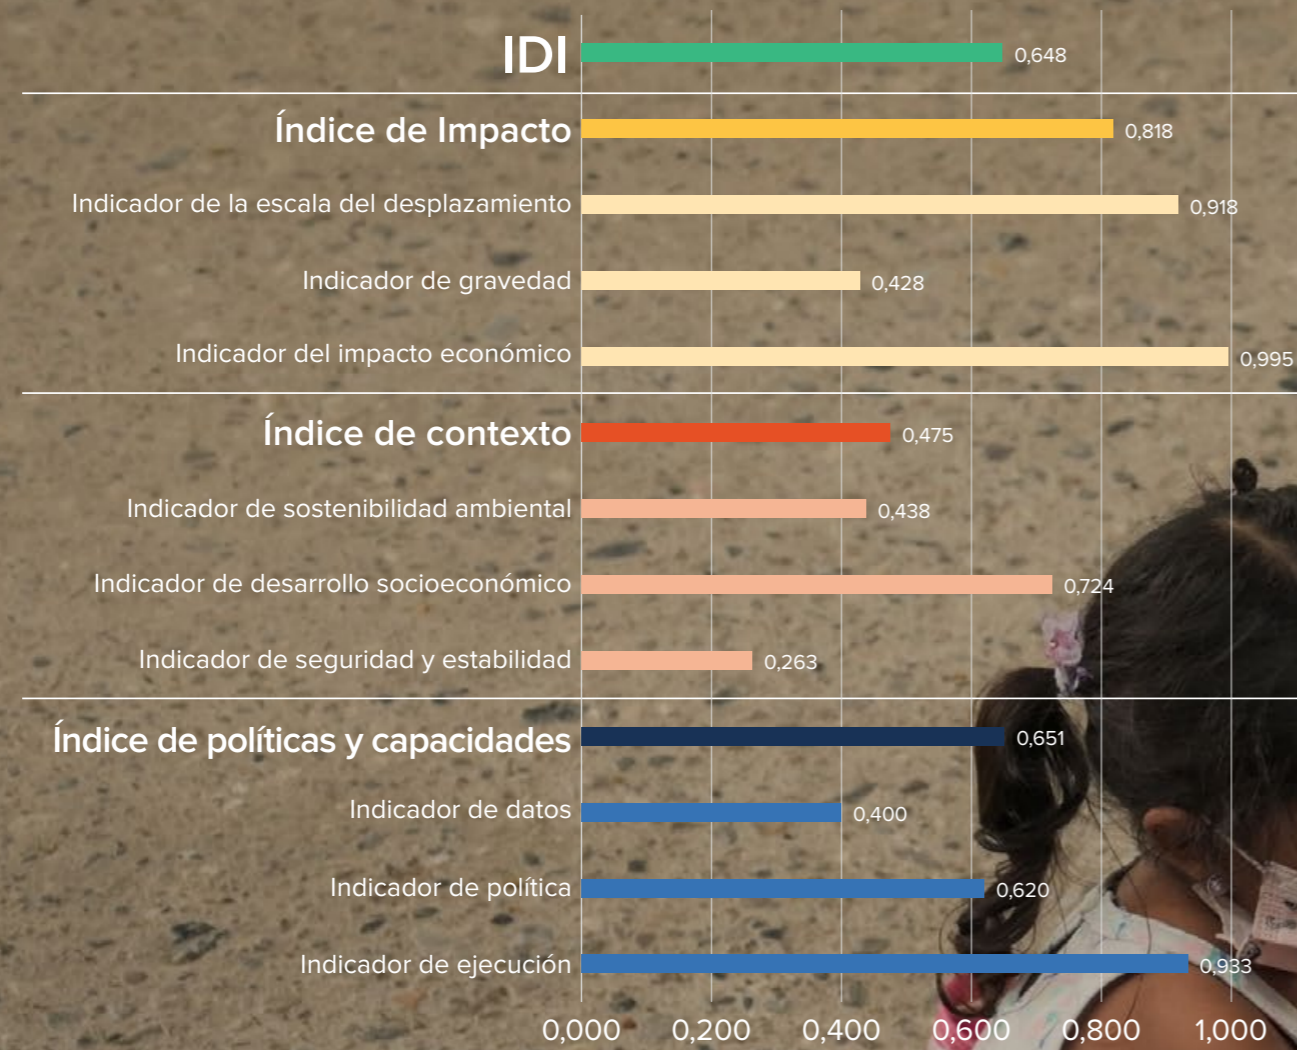 IDI 0,648
Índice de Impacto 0,818
Indicador de la escala del desplazamiento 0,918
Indicador de gravedad 0,428
Indicador del impacto económico 0,995
Índice de contexto 0,475
Indicador de sostenibilidad ambiental 0,438
Indicador de desarrollo socioeconómico 0,724
Indicador de seguridad y estabilidad 0,263
Índice de políticas y capacidades 0,651
Indicador de datos 0,400
Indicador de política 0,620
Indicador de ejecución 0,933
0,000 0,200 0,400 0,600 0,800 1,000